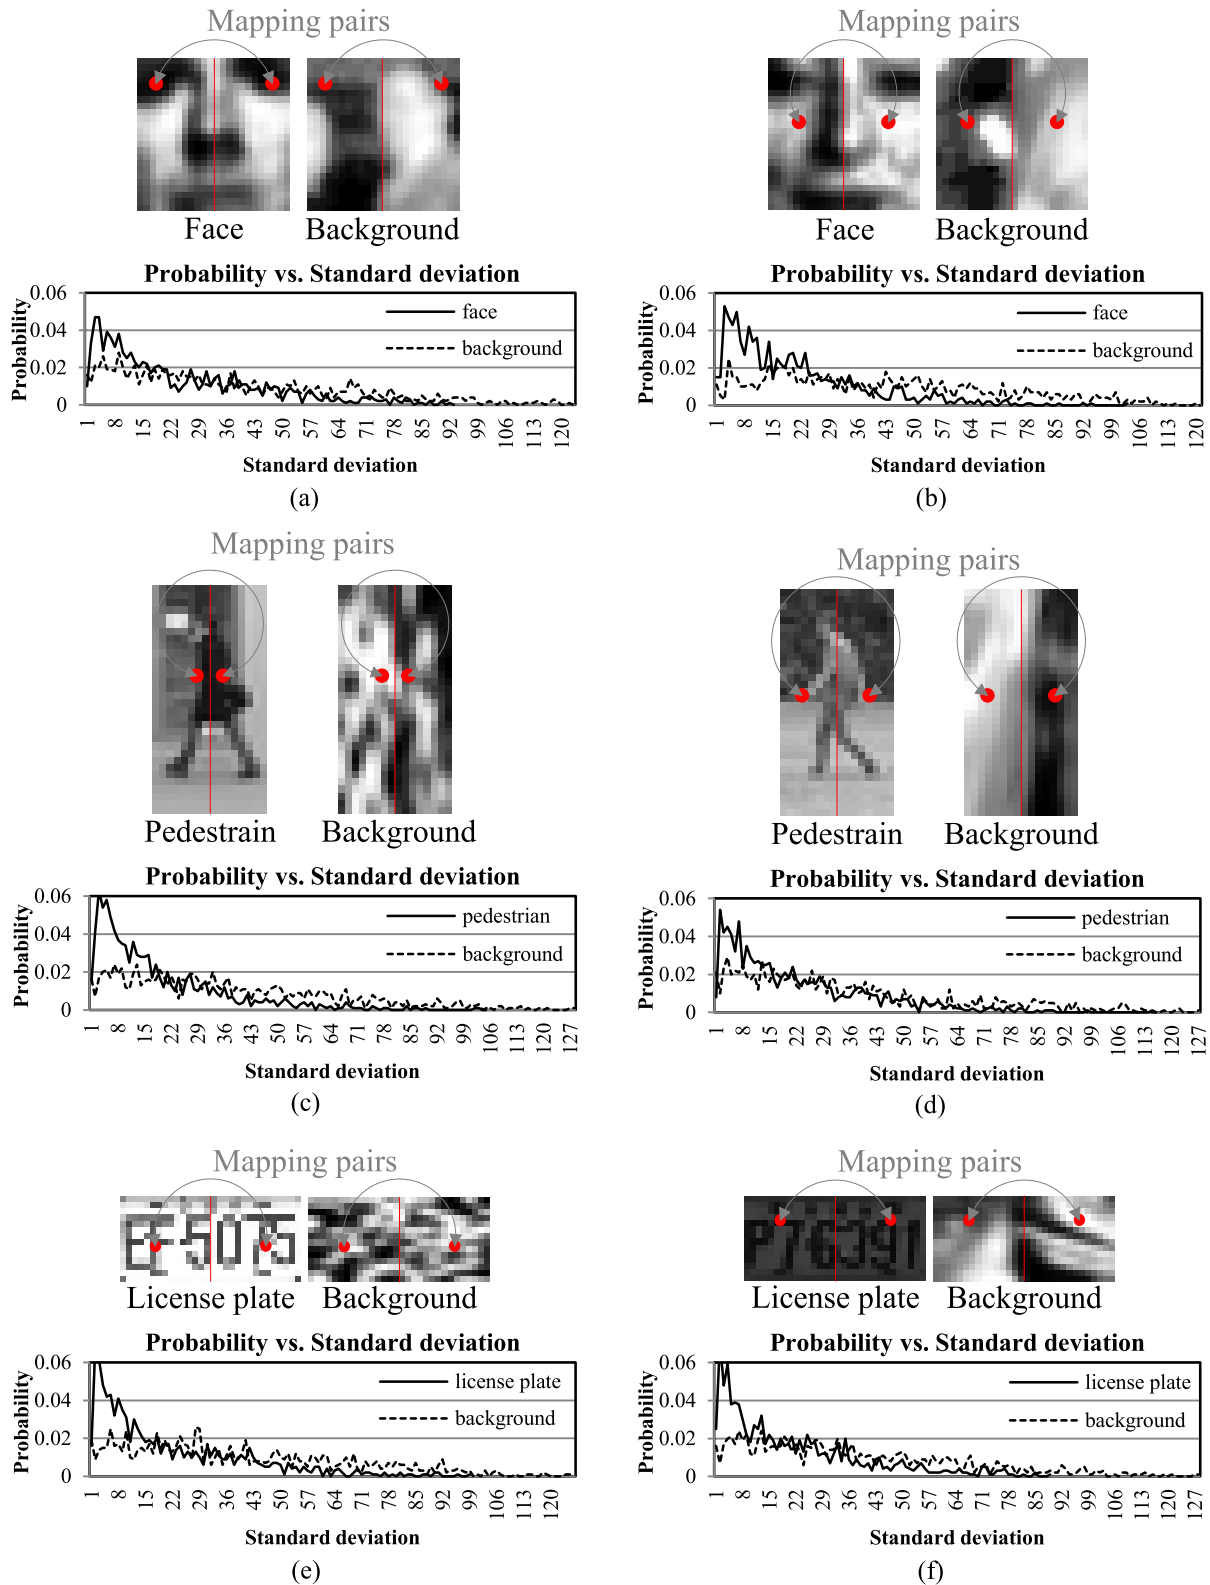 Mapping pairs
Face Background
Probability vs. Standard deviation
Probability
0.06
0.04
0.02
0
face
background
1 8 15 22 29 36 43 50 57 64 71 78 85 92 99 106 113 120
Standard deviation
(a)
Mapping pairs
Face Background
Probability vs. Standard deviation
Probability
0.06
0.04
0.02
0
face
background
1 8 15 22 29 36 43 50 57 64 71 78 85 92 99 106 113 120
Standard deviation
(b)
Mapping pairs
Pedestrain Background
Probability vs. Standard deviation
Probability
0.06
0.04
0.02
0
pedestrian
background
1 8 15 22 29 36 43 50 57 64 71 78 85 92 99 106 113 120 127
Standard deviation
(c)
Mapping pairs
Pedestrain Background
Probability vs. Standard deviation
Probability
0.06
0.04
0.02
0
pedestrian
background
1 8 15 22 29 36 43 50 57 64 71 78 85 92 99 106 113 120 127
Standard deviation
(d)
Mapping pairs
License plate Background
Probability vs. Standard deviation
Probability
0.06
0.04
0.02
0
license plate
background
1 8 15 22 29 36 43 50 57 64 71 78 85 92 99 106 113 120
Standard deviation
(e)
Mapping pairs
License plate Background
Probability vs. Standard deviation
Probability
0.06
0.04
0.02
0
license plate
background
1 8 15 22 29 36 43 50 57 64 71 78 85 92 99 106 113 120 127
Standard deviation
(f)